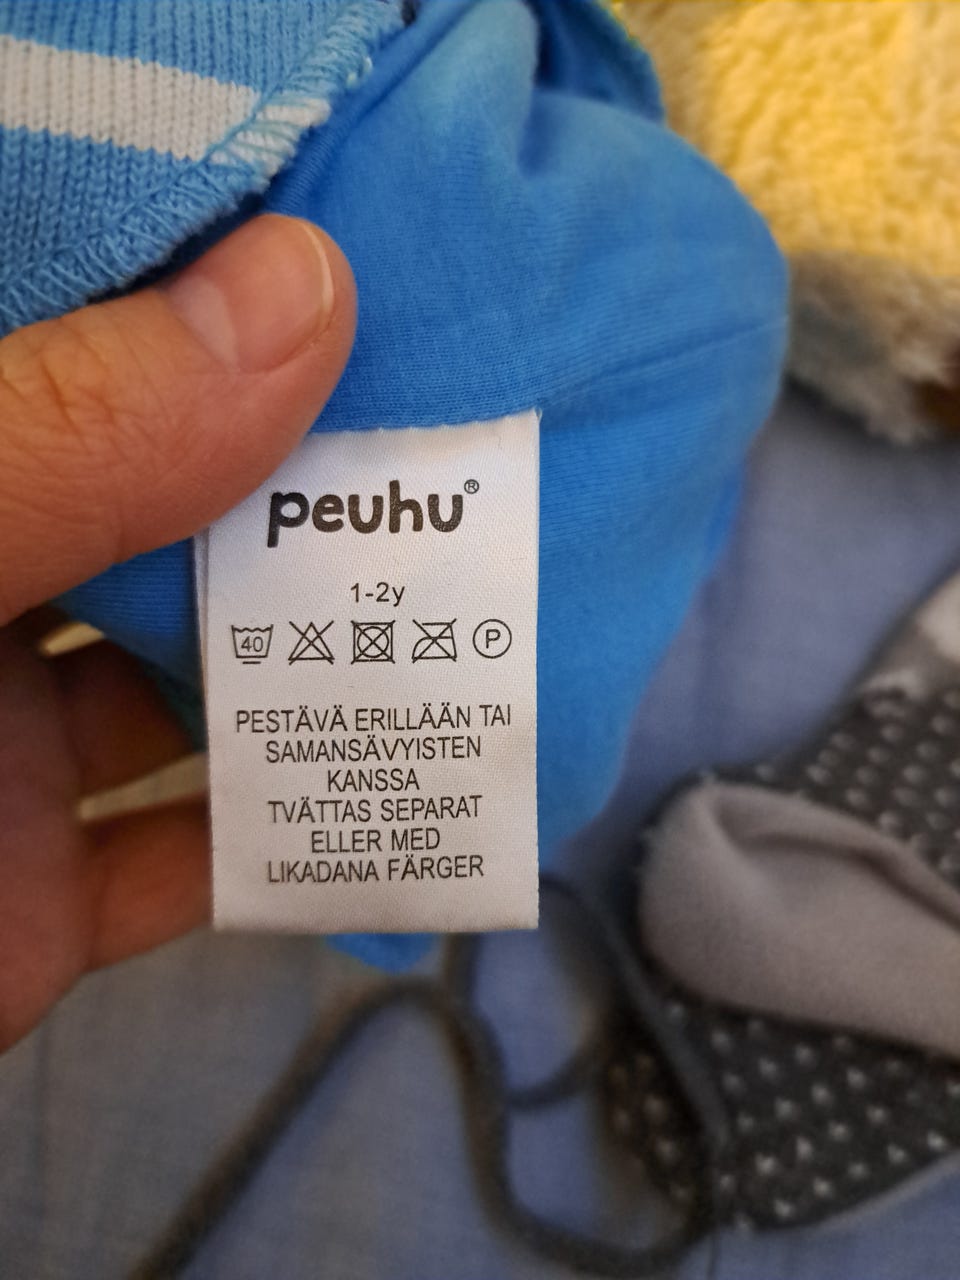 peuhu®
1-2y
40 P
PESTÄVÄ ERILLÄÄN TAI
SAMANSÄVYISTEN
KANSSA
TVÄTTAS SEPARAT
ELLER MED
LIKADANA FÄRGER